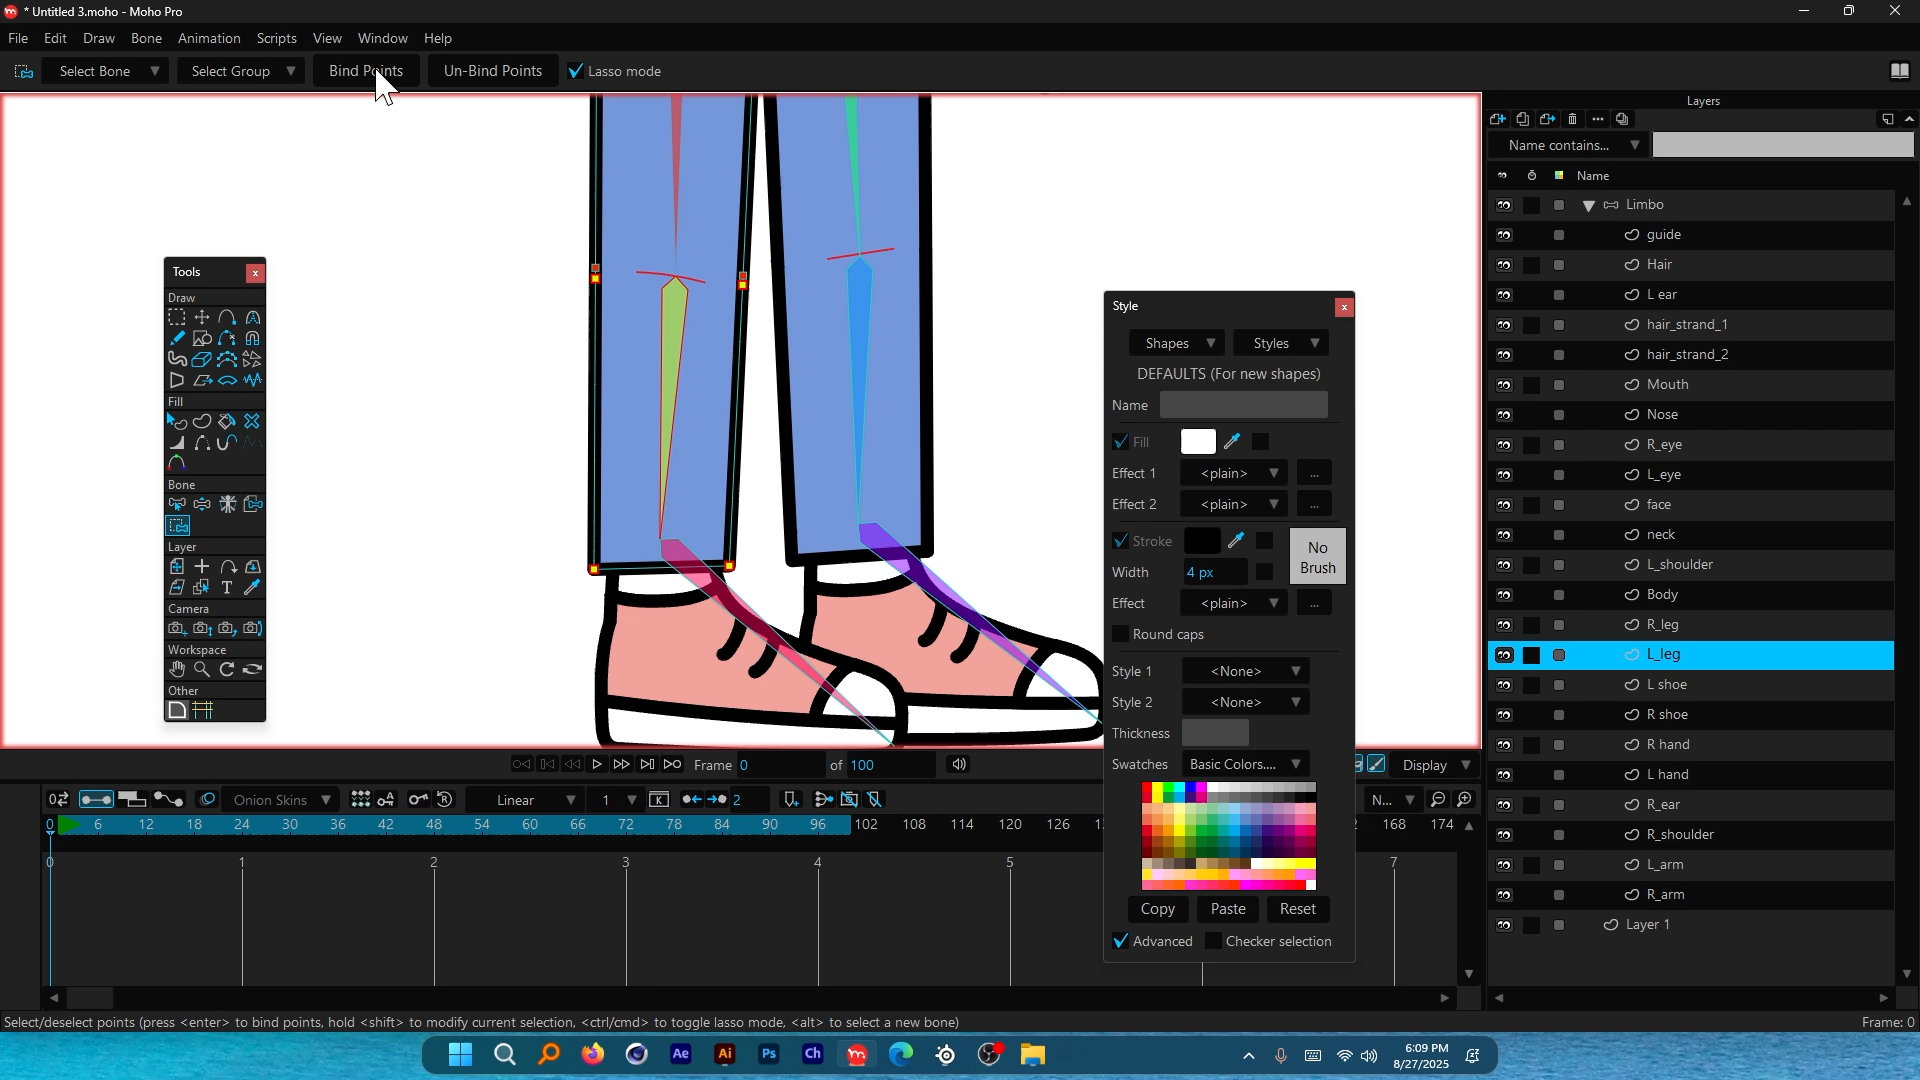 * Untitled 3.moho - Moho Pro
File Edit Draw Bone Animation Scripts View Window Help
Select Bone Select Group Bind Points Un-Bind Points Lasso mode
Layers
Name contains...
Name
Limbo
guide
Hair
L ear
hair_strand_1
hair_strand_2
Mouth
Nose
R_eye
L_eye
face
neck
L_shoulder
Body
R_leg
L_leg
L shoe
R shoe
R hand
L hand
R_ear
R_shoulder
L_arm
R_arm
Layer 1
Tools
Draw
Fill
Bone
Layer
T
Camera
Workspace
Other
Style
Shapes Styles
DEFAULTS (For new shapes)
Name
Fill
Effect 1 <plain> ...
Effect 2 <plain> ...
Stroke
No Brush
Width 4 px
Effect <plain> ...
Round caps
Style 1 <None>
Style 2 <None>
Thickness
Swatches Basic Colors....
Copy Paste Reset
Advanced Checker selection
Frame 0 of 100
Display
Onion Skins Linear 1 K 2 N...
0 6 12 18 24 30 36 42 48 54 60 66 72 78 84 90 96 102 108 114 120 126 168 174
0 1 2 3 4 5 7
Select/deselect points (press <enter> to bind points, hold <shift> to modify current selection, <ctrl/cmd> to toggle lasso mode, <alt> to select a new bone)
Frame: 0
Ae Ai Ps Ch
6:09 PM
8/27/2025